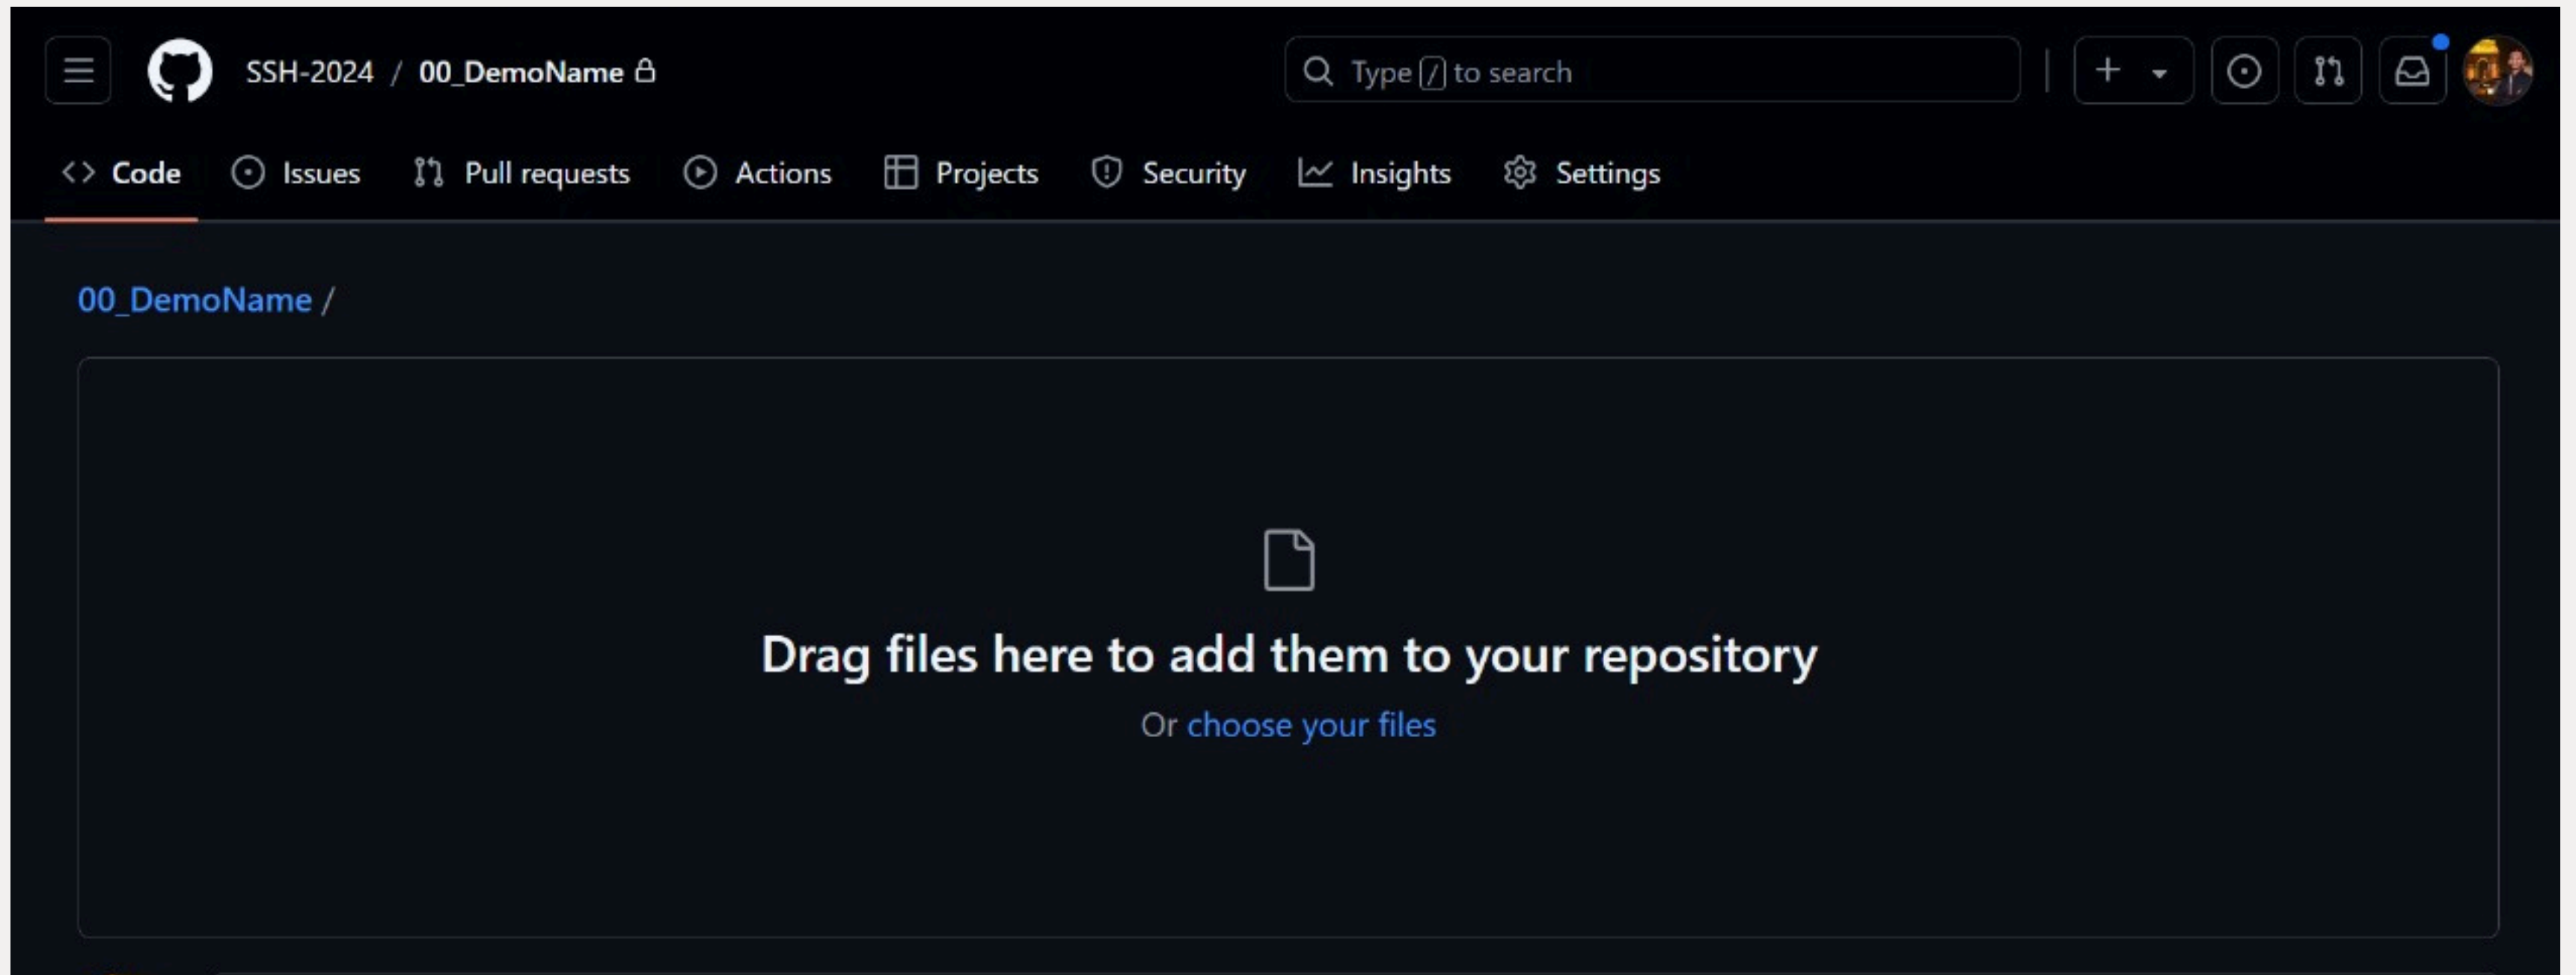 SSH-2024 / 00_DemoName
Type / to search
Code Issues Pull requests Actions Projects Security Insights Settings
00_DemoName /
Drag files here to add them to your repository
Or choose your files